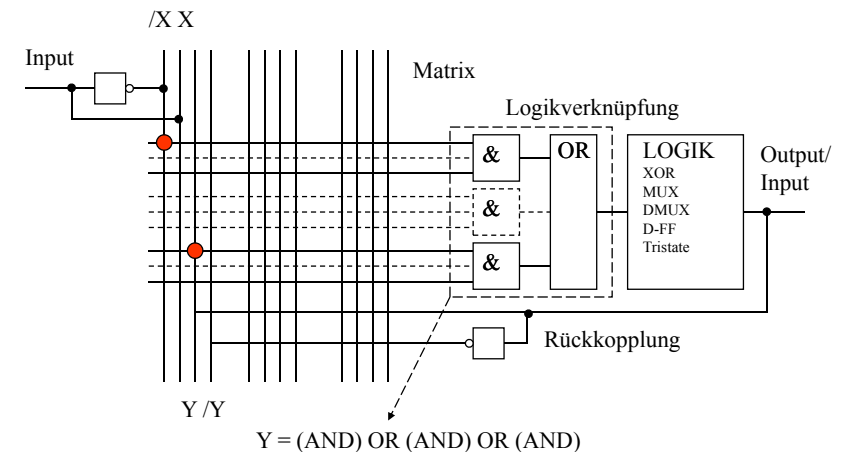 /X X
Input
Matrix
Logikverknüpfung
&
OR
LOGIK
XOR
MUX
DMUX
D-FF
Tristate
Output/
Input
&
&
Rückkopplung
Y /Y
Y = (AND) OR (AND) OR (AND)